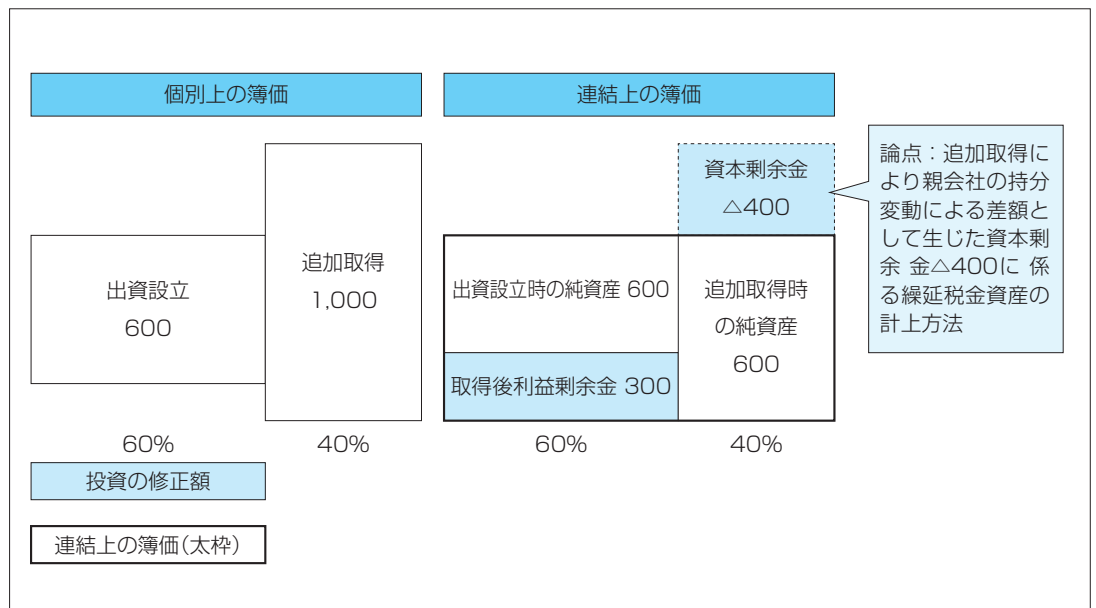 個別上の簿価
連結上の簿価
出資設立
600
追加取得
1,000
資本剰余金
△400
出資設立時の純資産 600
取得後利益剰余金 300
追加取得時
の純資産
600
論点：追加取得に
より親会社の持分
変動による差額と
して生じた資本剰
余 金△400に 係
る繰延税金資産の
計上方法
60%
40%
60%
40%
投資の修正額
連結上の簿価(太枠)